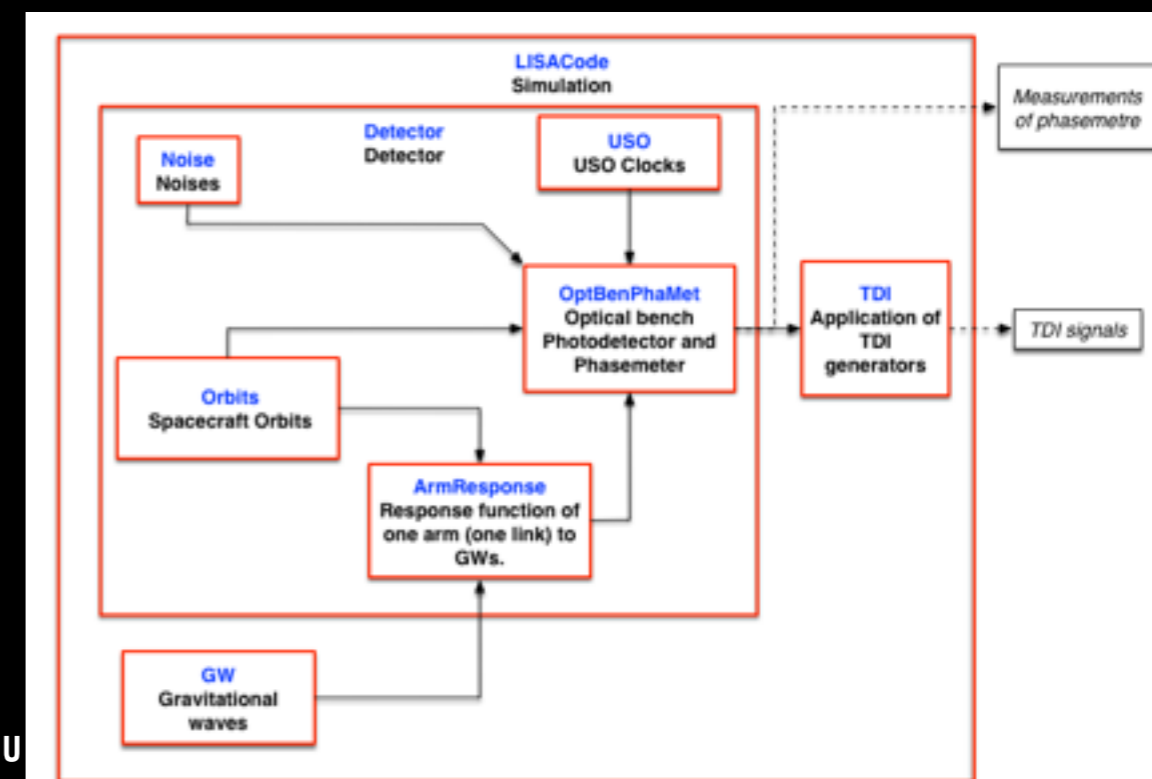 LISACode
Simulation
Measurements
of phasemetre
Detector
Detector
Noise
Noises
USO
USO Clocks
OptBenPhaMet
Optical bench
Photodetector and
Phasemeter
TDI
Application of
TDI
generators
TDI signals
Orbits
Spacecraft Orbits
ArmResponse
Response function of
one arm (one link) to
GWs.
GW
Gravitational
waves
U